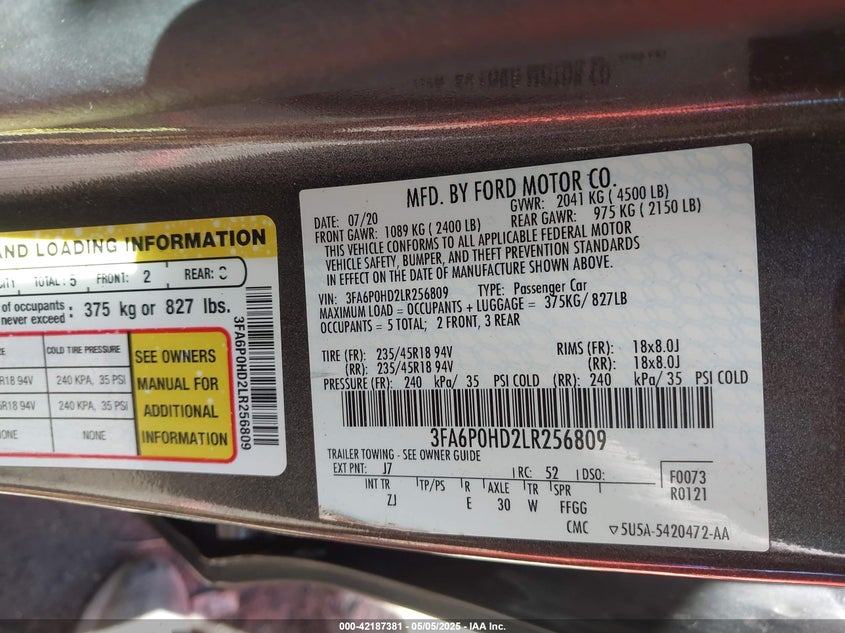 AND LOADING INFORMATION
TOTAL: 5 FRONT: 2 REAR:
of occupants
never exceed : 375 kg or 827 lbs.
COLD TIRE PRESSURE
R18 94V 240 KPA, 35 PSI
R18 94V 240 KPA, 35 PSI
NONE
SEE OWNERS
MANUAL FOR
ADDITIONAL
INFORMATION
3FA6P0HD2LR256809
MFD. BY FORD MOTOR CO.
DATE: 07/20 GVWR: 2041 KG ( 4500 LB)
FRONT GAWR: 1089 KG ( 2400 LB) REAR GAWR: 975 KG ( 2150 LB)
THIS VEHICLE CONFORMS TO ALL APPLICABLE FEDERAL MOTOR
VEHICLE SAFETY, BUMPER, AND THEFT PREVENTION STANDARDS
IN EFFECT ON THE DATE OF MANUFACTURE SHOWN ABOVE.
VIN: 3FA6P0HD2LR256809 TYPE: Passenger Car
MAXIMUM LOAD = OCCUPANTS + LUGGAGE = 375KG/ 827LB
OCCUPANTS = 5 TOTAL; 2 FRONT, 3 REAR
TIRE (FR): 235/45R18 94V RIMS (FR): 18x8.0J
(RR): 235/45R18 94V (RR): 18x8.0J
PRESSURE (FR): 240 kPa/ 35 PSI COLD (RR): 240 kPa/ 35 PSI COLD
3FA6P0HD2LR256809
TRAILER TOWING - SEE OWNER GUIDE
EXT PNT: J7 RC: 52 DSO: F0073
R0121
INT TR TP/PS R AXLE TR SPR
ZJ E 30 W FFGG
CMC 5U5A-5420472-AA
000-42187381 - 05/05/2025 - IAA Inc.